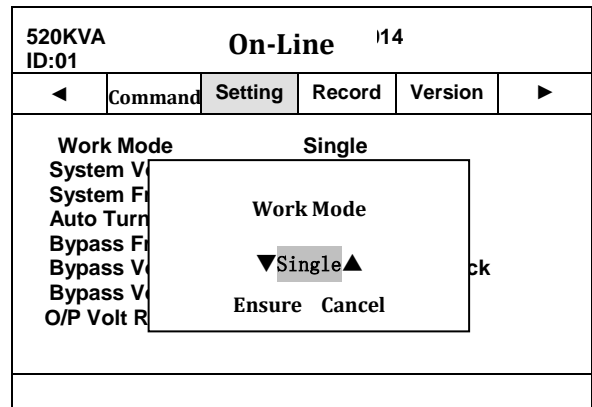 520KVA On-Line 014
ID:01
◄ Command Setting Record Version ►
Work Mode Single
System V
System Fr
Auto Turn
Bypass Fr
Bypass V ck
Bypass V
O/P Volt R
Work Mode
▼Single▲
Ensure Cancel